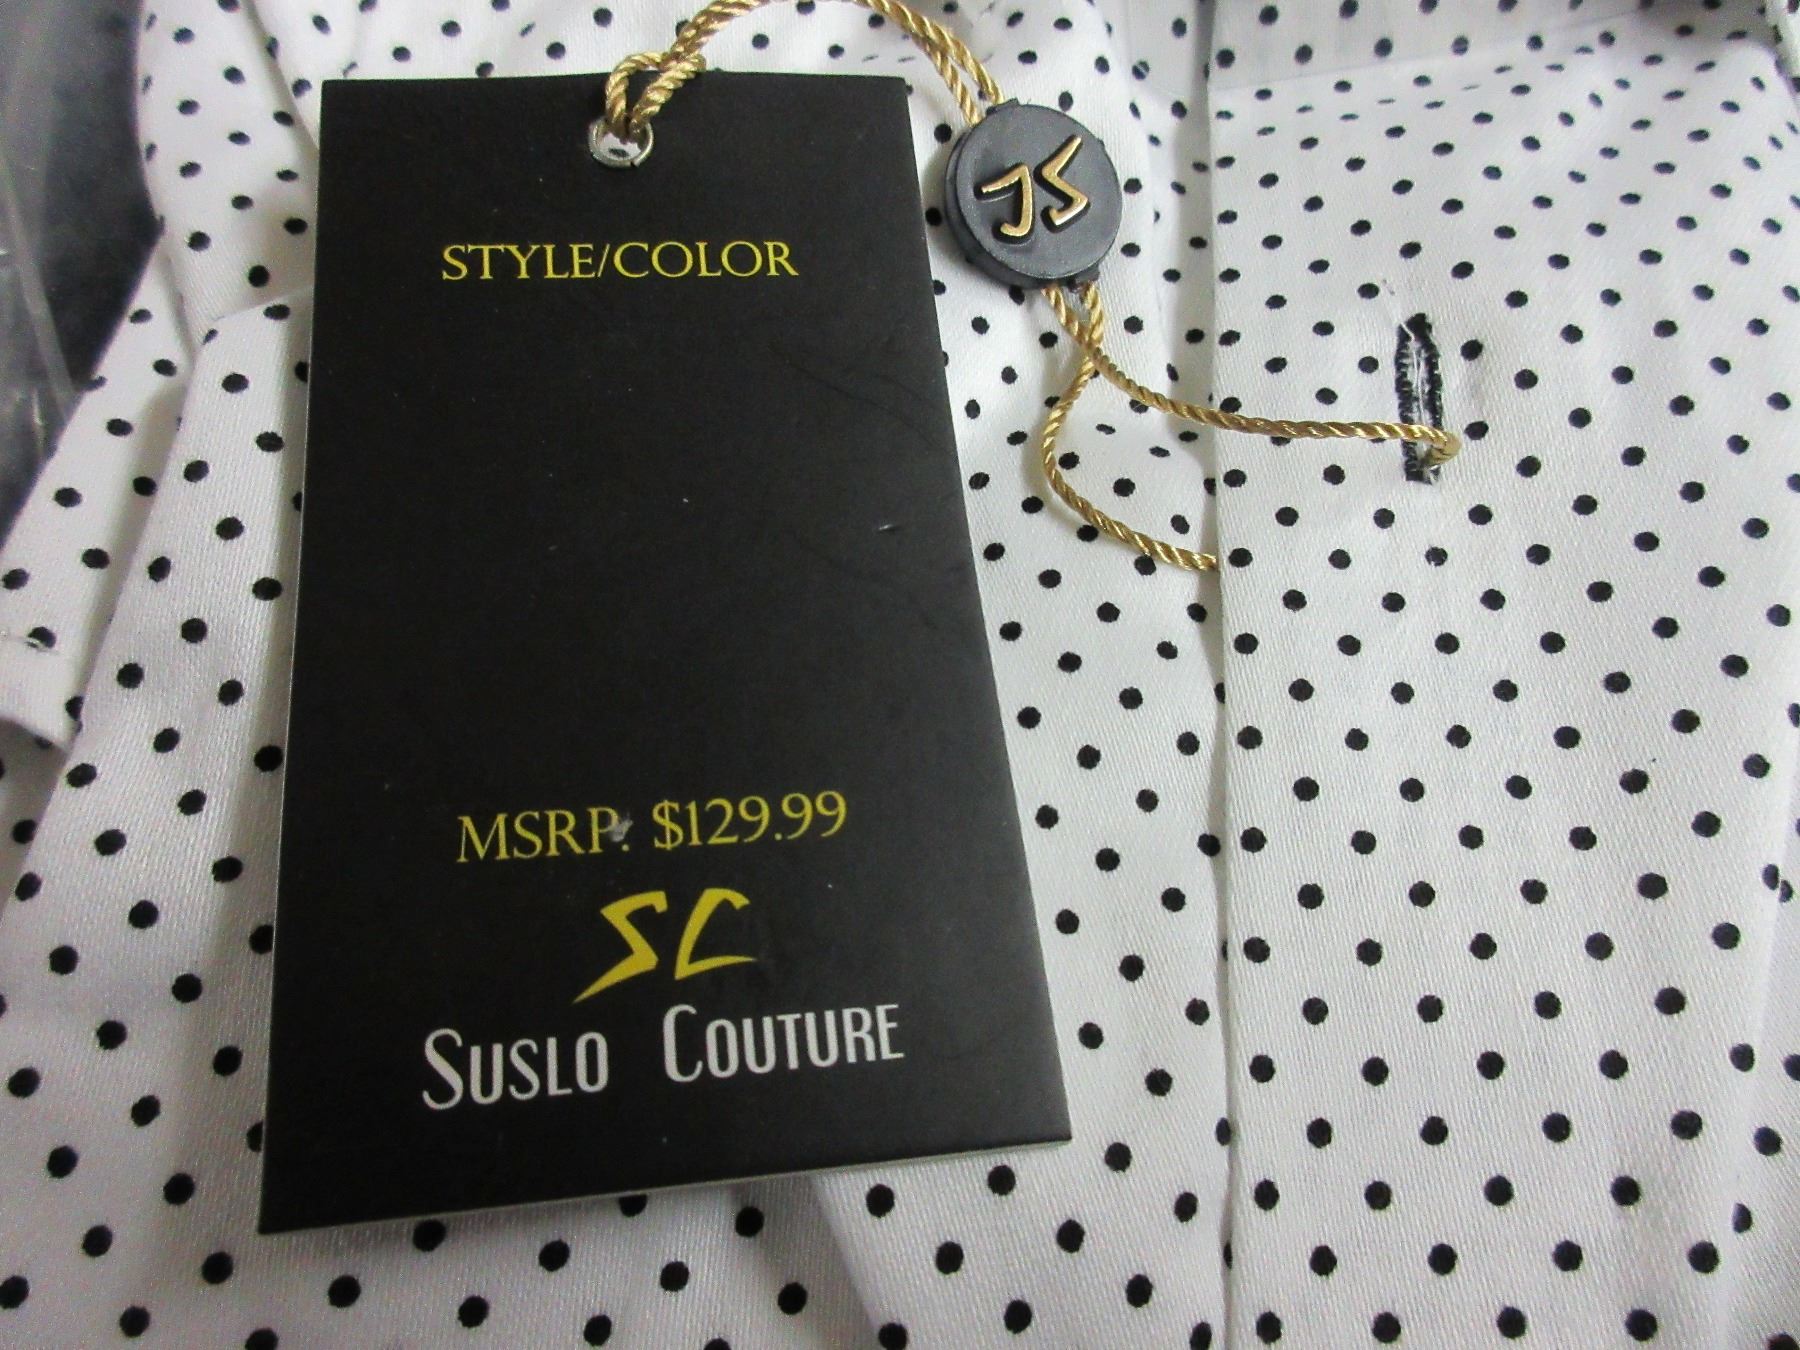 STYLE/COLOR
JS
MSRP: $129.99
SC
SUSLO COUTURE